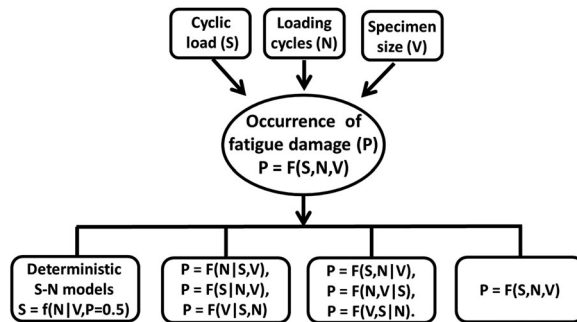 Cyclic
load (S)
Loading
cycles (N)
Specimen
size (V)
Occurrence of
fatigue damage (P)
P = F(S,N,V)
Deterministic
S-N models
S = f(N|V,P=0.5)
P = F(N|S,V),
P = F(S|N,V),
P = F(V|S,N)
P = F(S,N|V),
P = F(N,V|S),
P = F(V,S|N).
P = F(S,N,V)